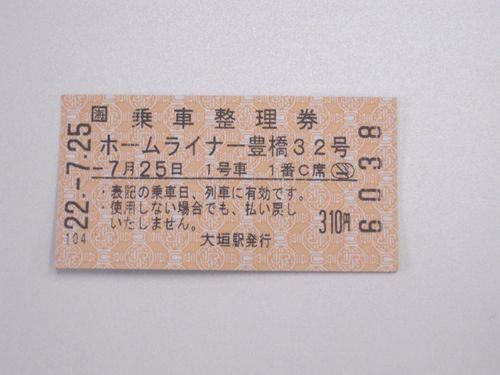 海 乗車整理券
ホームライナー豊橋32号
7月25日 1号車 1番C席
・表記の乗車日、列車に有効です。
・使用しない場合でも、払い戻し
いたしません。
310円
大垣駅発行
22.-7.25
104
6038